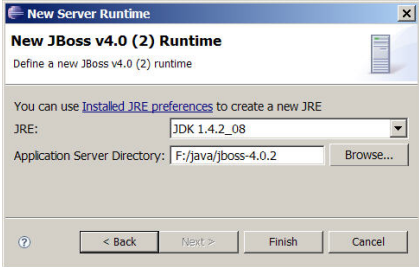 New Server Runtime
New JBoss v4.0 (2) Runtime
Define a new JBoss v4.0 (2) runtime
You can use Installed JRE preferences to create a new JRE
JRE: JDK 1.4.2_08
Application Server Directory: F:/java/jboss-4.0.2 Browse...
? < Back Next > Finish Cancel